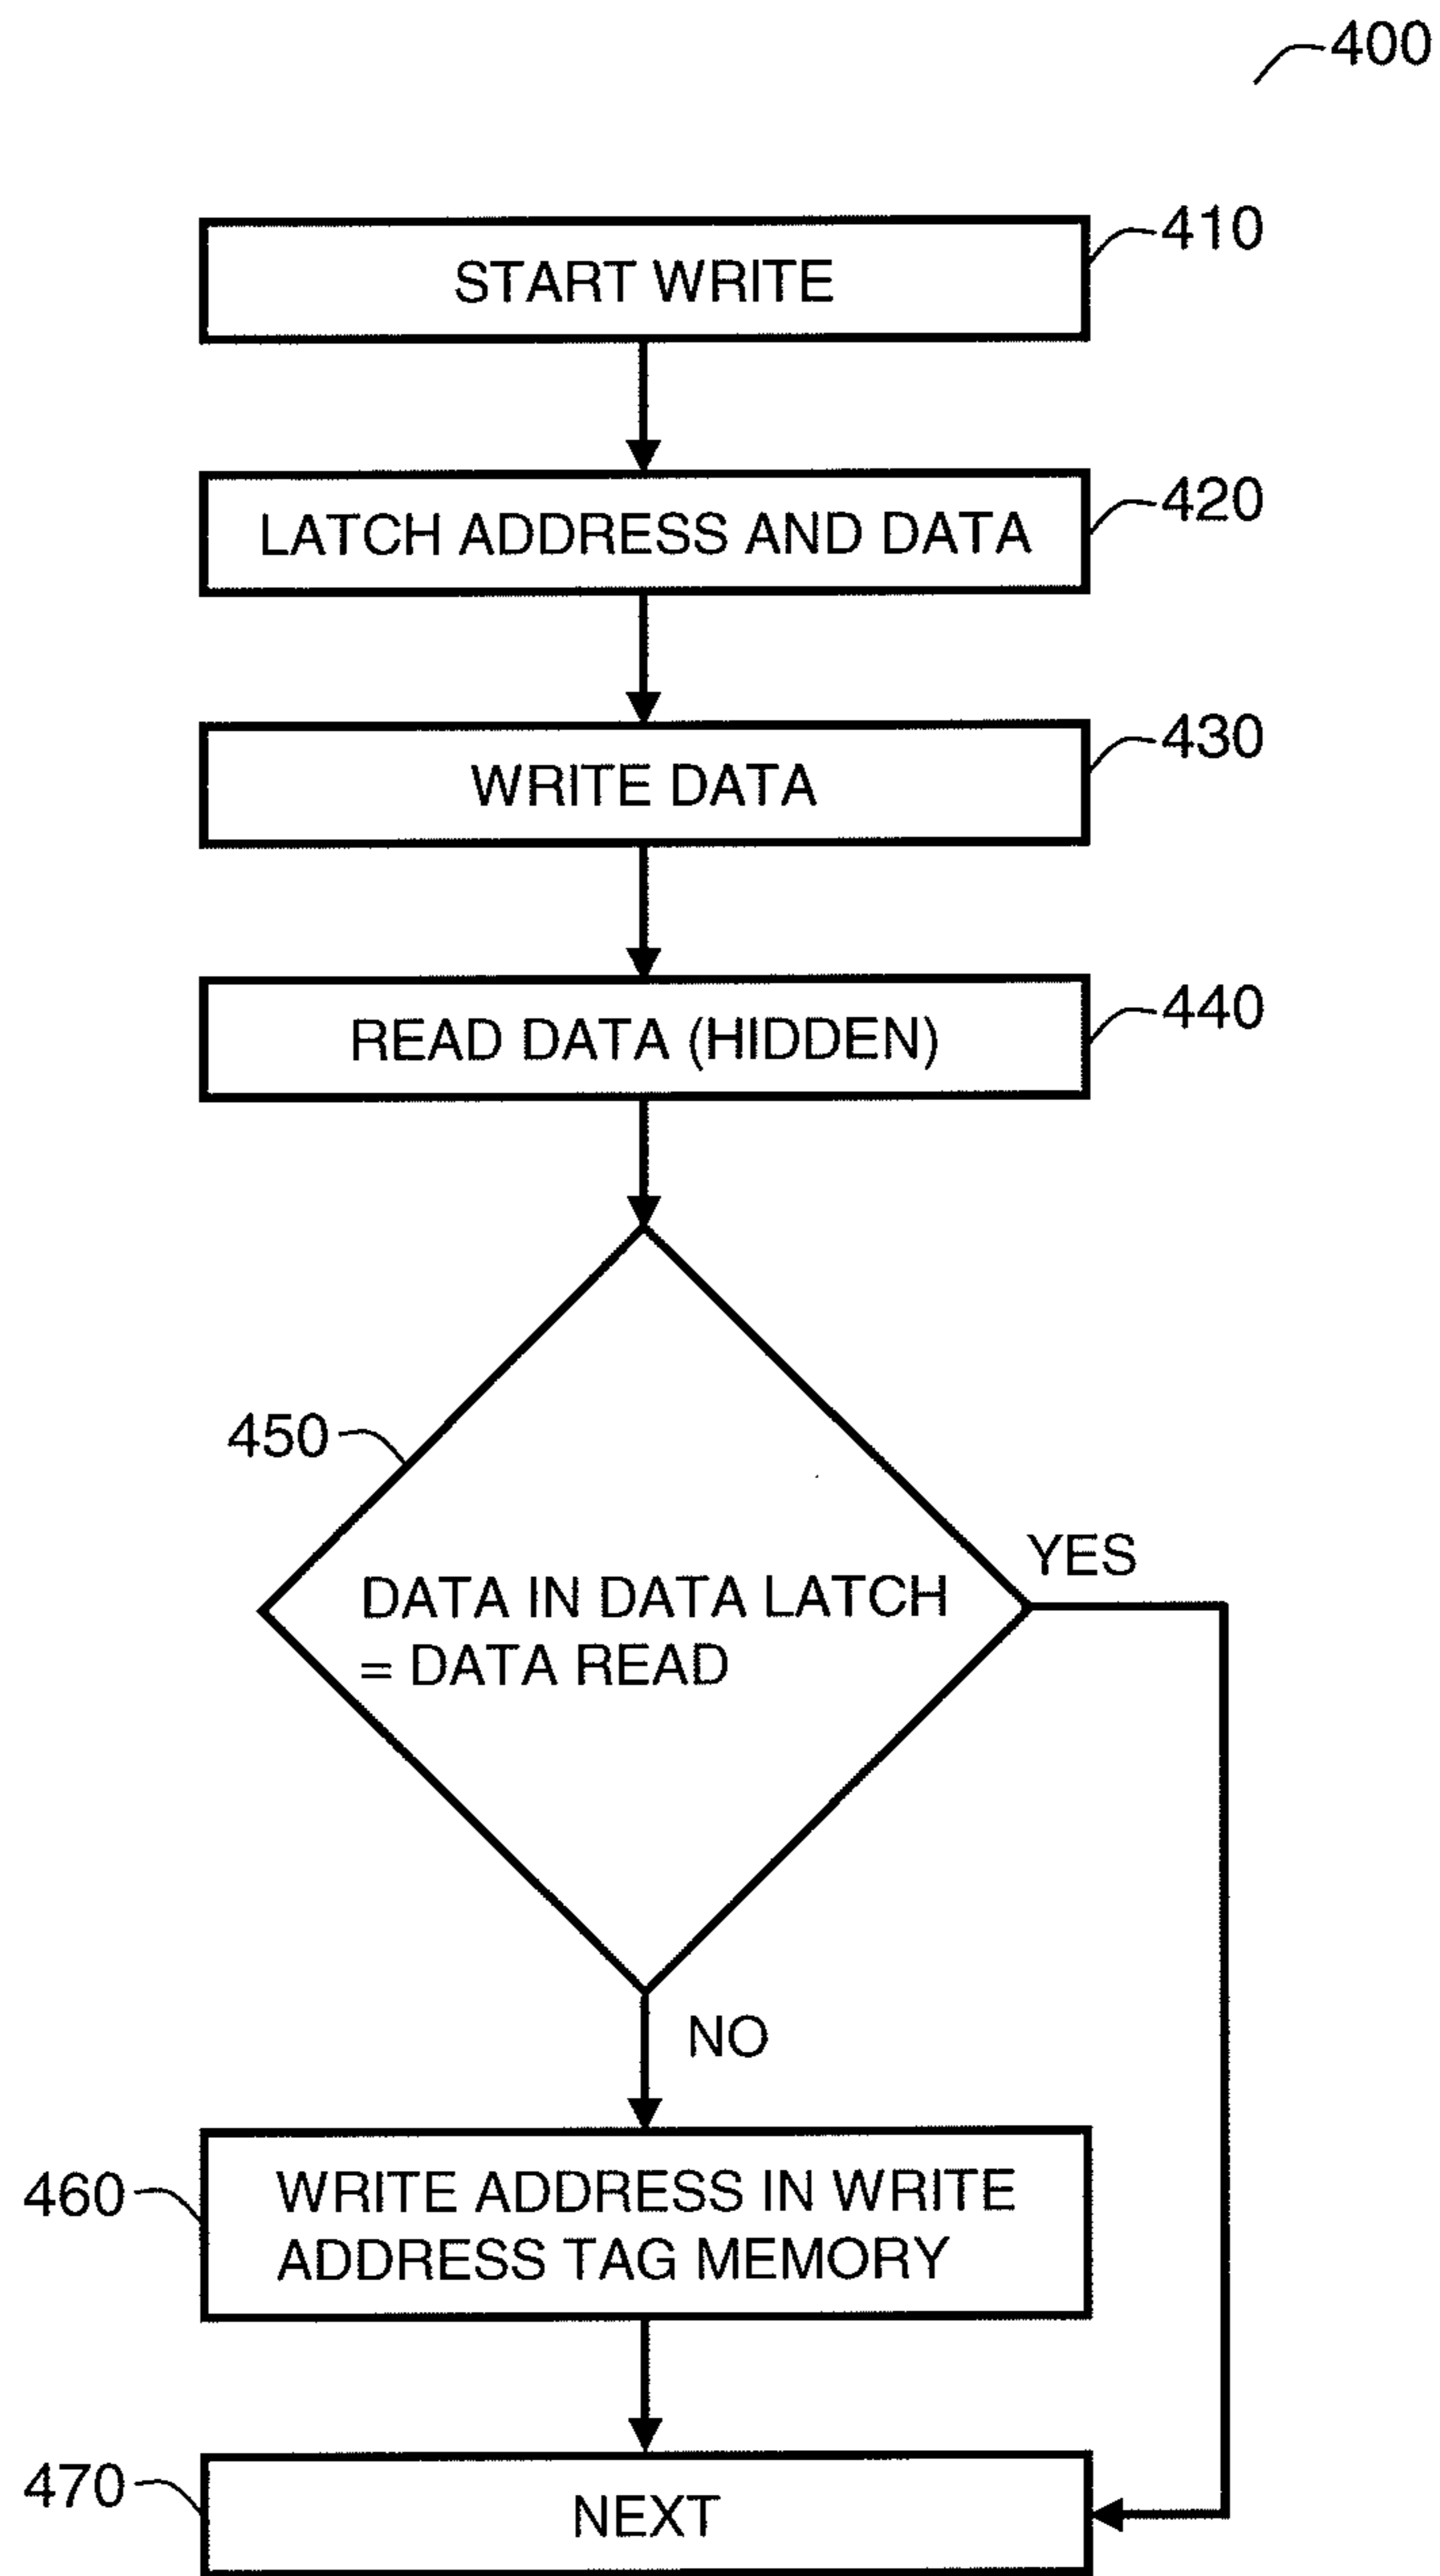 400
START WRITE
410
LATCH ADDRESS AND DATA
420
WRITE DATA
430
READ DATA (HIDDEN)
440
450
YES
DATA IN DATA LATCH
= DATA READ
NO
460
WRITE ADDRESS IN WRITE
ADDRESS TAG MEMORY
470
NEXT